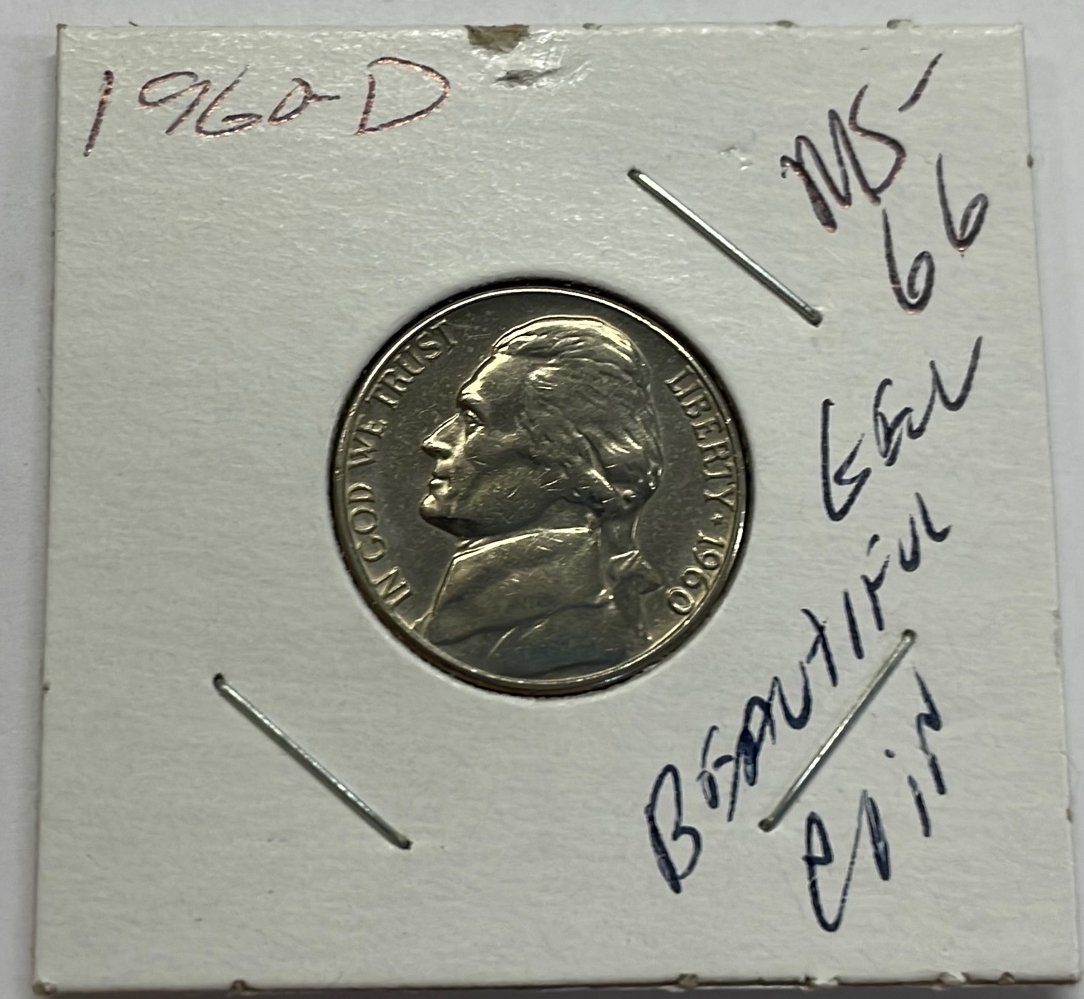 1960-D
MS-
66
GEM
BEAUTIFUL
COIN
IN GOD WE TRUST
LIBERTY ★ 1960